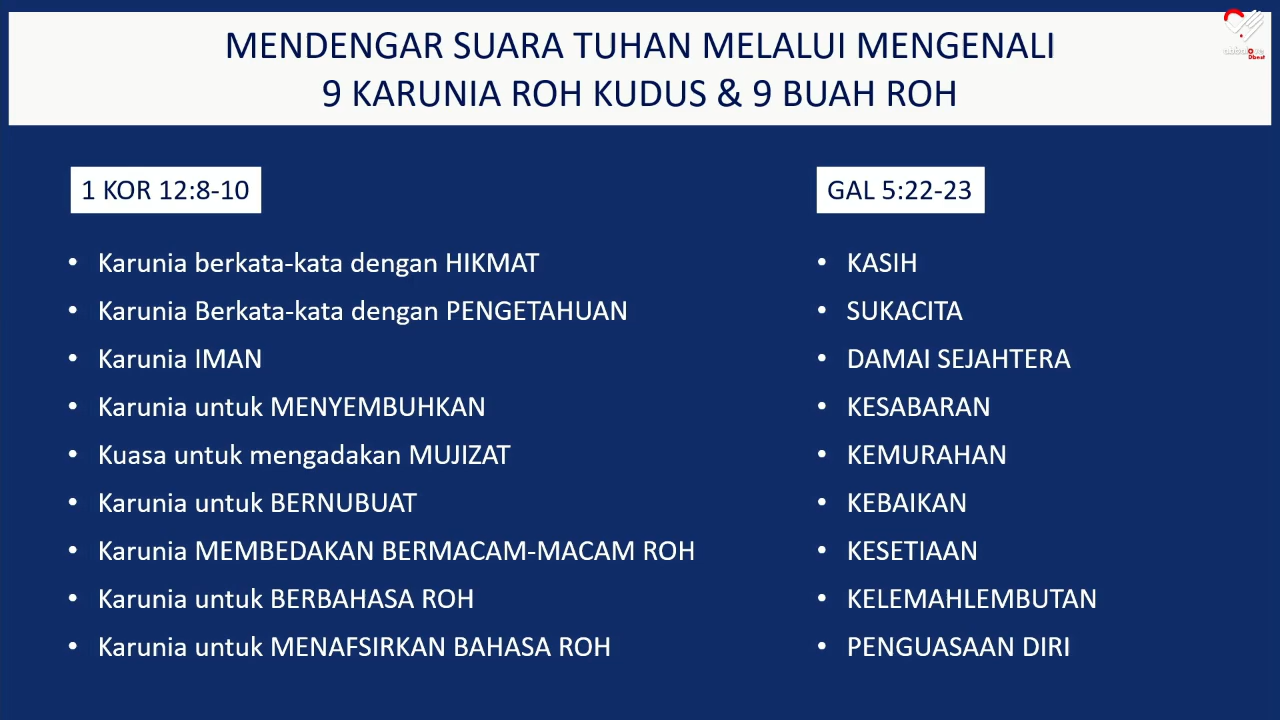 MENDENGAR SUARA TUHAN MELALUI MENGENALI
9 KARUNIA ROH KUDUS & 9 BUAH ROH
1 KOR 12:8-10
• Karunia berkata-kata dengan HIKMAT
• Karunia Berkata-kata dengan PENGETAHUAN
• Karunia IMAN
• Karunia untuk MENYEMBUHKAN
• Kuasa untuk mengadakan MUJIZAT
• Karunia untuk BERNUBUAT
• Karunia MEMBEDAKAN BERMACAM-MACAM ROH
• Karunia untuk BERBAHASA ROH
• Karunia untuk MENAFSIRKAN BAHASA ROH
GAL 5:22-23
• KASIH
• SUKACITA
• DAMAI SEJAHTERA
• KESABARAN
• KEMURAHAN
• KEBAIKAN
• KESETIAAN
• KELEMAHLEMBUTAN
• PENGUASAAN DIRI